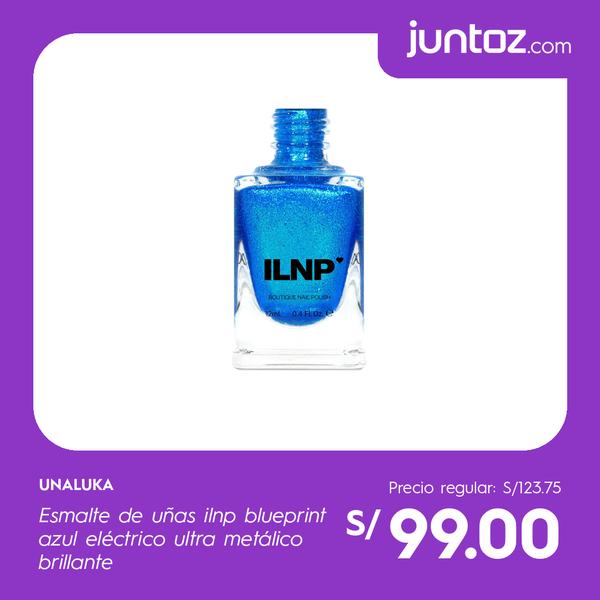 juntoz.com
ILNP
BOUTIQUE NAIL POLISH
12mL 0.4 FL Oz. ℮
UNALUKA
Esmalte de uñas ilnp blueprint
azul eléctrico ultra metálico
brillante
Precio regular: S/123.75
S/ 99.00